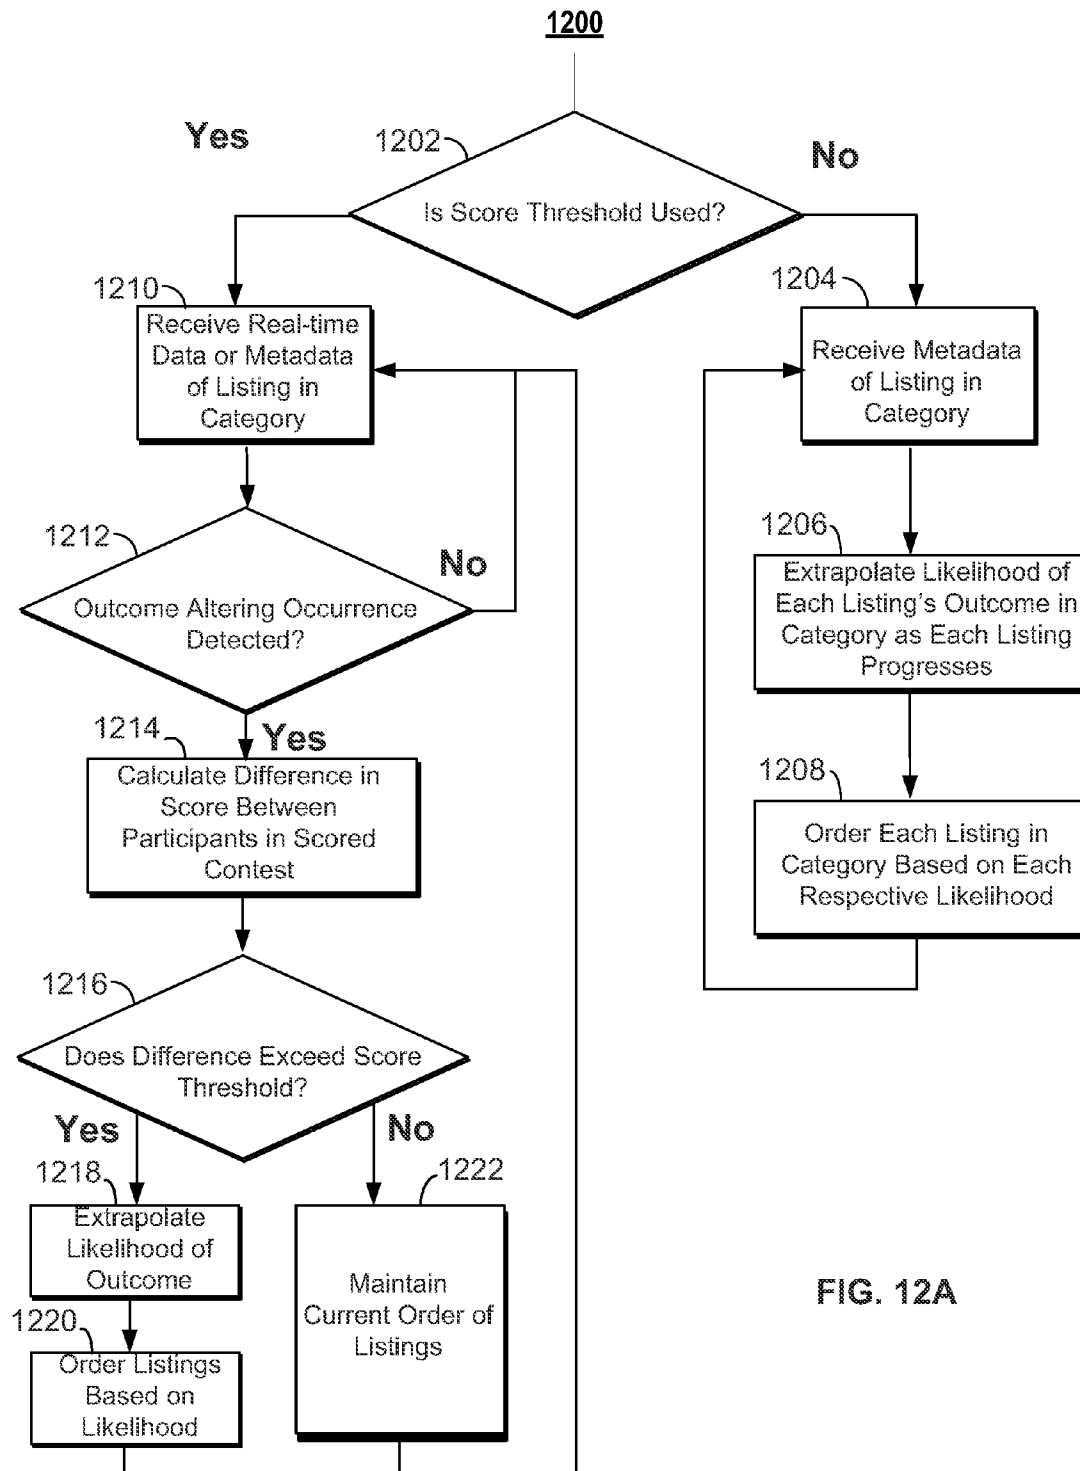 1200
Yes
1202
No
Is Score Threshold Used?
1210
Receive Real-time
Data or Metadata
of Listing in
Category
1204
Receive Metadata
of Listing in
Category
1212
No
Outcome Altering Occurrence
Detected?
1206
Extrapolate Likelihood of
Each Listing's Outcome in
Category as Each Listing
Progresses
1214
Yes
Calculate Difference in
Score Between
Participants in Scored
Contest
1208
Order Each Listing in
Category Based on Each
Respective Likelihood
1216
Does Difference Exceed Score
Threshold?
Yes
No
1218
Extrapolate
Likelihood of
Outcome
1222
Maintain
Current Order of
Listings
1220
Order Listings
Based on
Likelihood
FIG. 12A